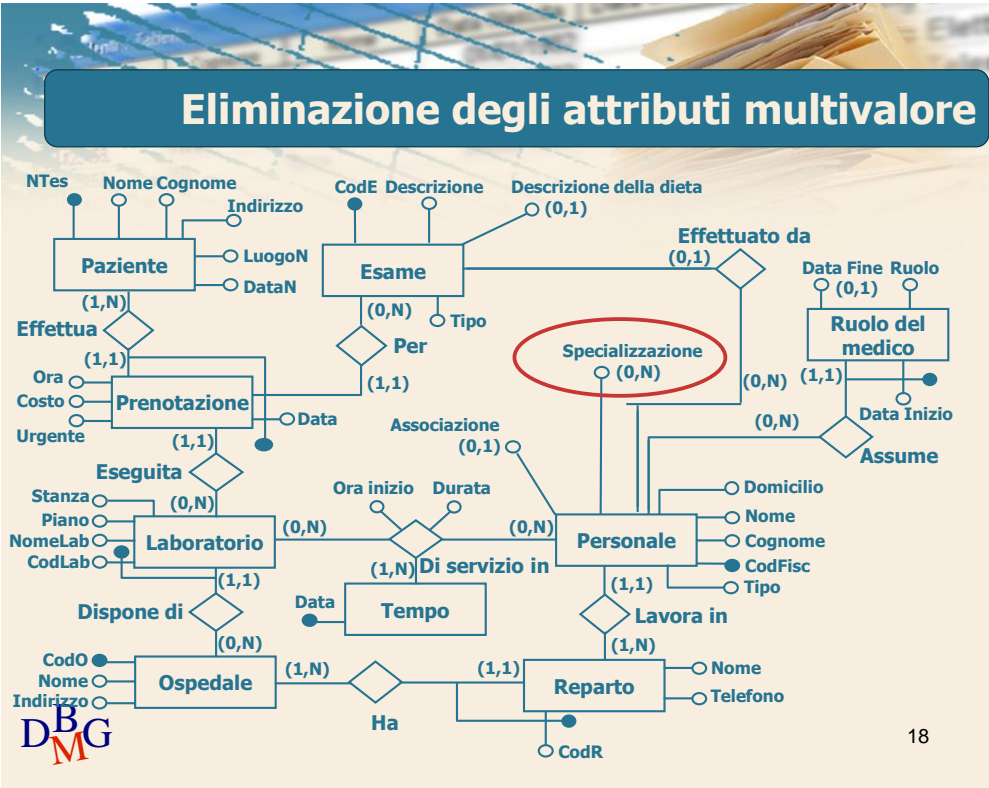 Eliminazione degli attributi multivalore
NTes
Nome Cognome
Indirizzo
LuogoN
DataN
Paziente
(1,N)
CodE Descrizione
Descrizione della dieta
(0,1)
Esame
(0,N)
Tipo
Effettuato da
(0,1)
Data Fine Ruolo
(0,1)
Ruolo del
medico
Effettua
Per
(1,1)
(1,1)
Specializzazione
(0,N)
(0,N)
(1,1)
Data Inizio
Ora
Costo
Urgente
Prenotazione
Data
(1,1)
Associazione
(0,1)
(0,N)
Assume
Eseguita
(0,N)
Stanza
Piano
NomeLab
CodLab
Laboratorio
(1,1)
(0,N)
Ora inizio Durata
(0,N)
(1,N)
Di servizio in
Personale
Domicilio
Nome
Cognome
CodFisc
Tipo
(1,1)
Data
Tempo
Dispone di
(0,N)
Lavora in
(1,N)
CodO
Nome
Indirizzo
Ospedale
(1,N)
Ha
(1,1)
Reparto
Nome
Telefono
CodR
DBMG
18